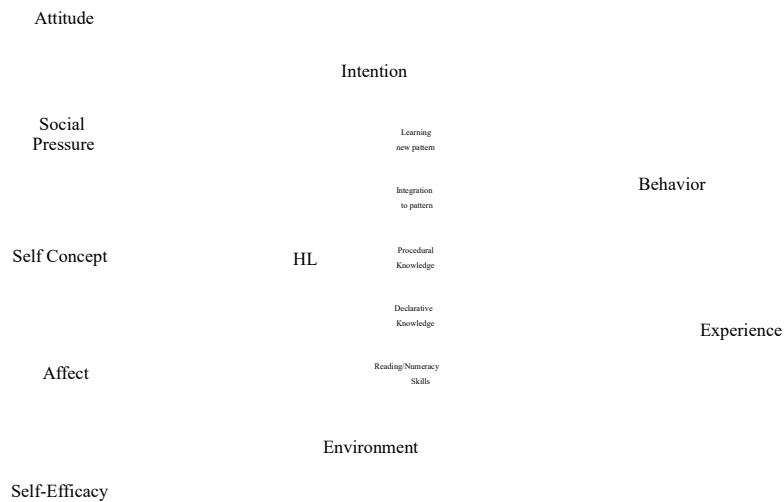 Attitude
Intention
Social
Pressure
Learning
new pattern
Integration
to pattern
Behavior
Self Concept
HL
Procedural
Knowledge
Declarative
Knowledge
Experience
Affect
Reading/Numeracy
Skills
Environment
Self-Efficacy